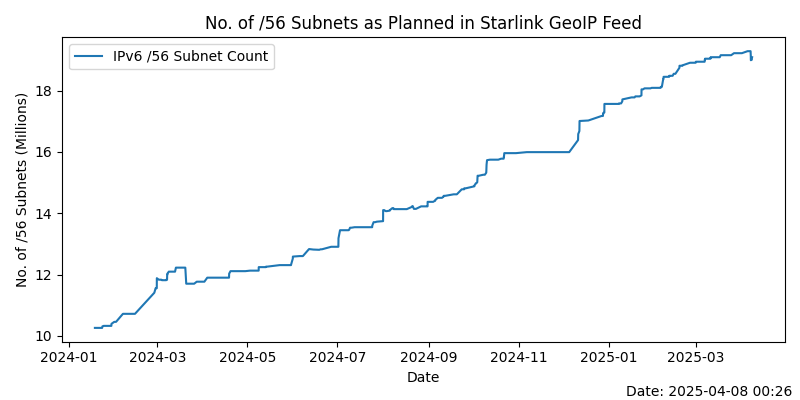 No. of /56 Subnets as Planned in Starlink GeoIP Feed
IPv6 /56 Subnet Count
No. of /56 Subnets (Millions)
18
16
14
12
10
2024-01 2024-03 2024-05 2024-07 2024-09 2024-11 2025-01 2025-03
Date
Date: 2025-04-08 00:26